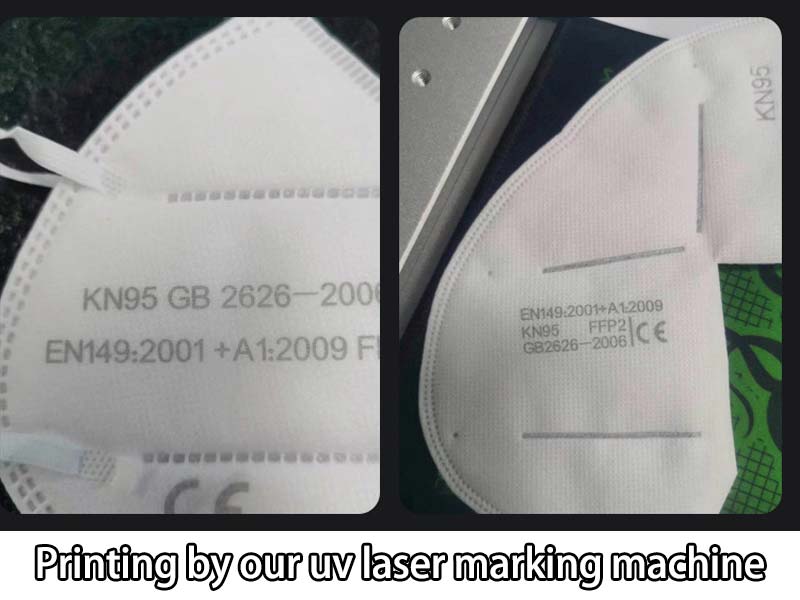 KN95 GB 2626-2006
EN149:2001 +A1:2009 F
CE
KN95
EN149:2001+A1:2009
KN95 FFP2
GB2626-2006 CE
Printing by our uv laser marking machine